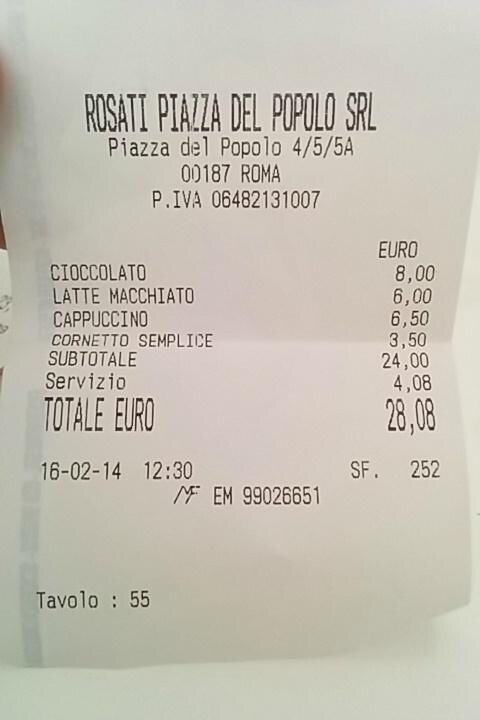 ROSATI PIAZZA DEL POPOLO SRL
Piazza del Popolo 4/5/5A
00187 ROMA
P.IVA 06482131007
EURO
CIOCCOLATO 8,00
LATTE MACCHIATO 6,00
CAPPUCCINO 6,50
CORNETTO SEMPLICE 3,50
SUBTOTALE 24,00
Servizio 4,08
TOTALE EURO 28,08
16-02-14 12:30 SF. 252
MF EM 99026651
Tavolo : 55